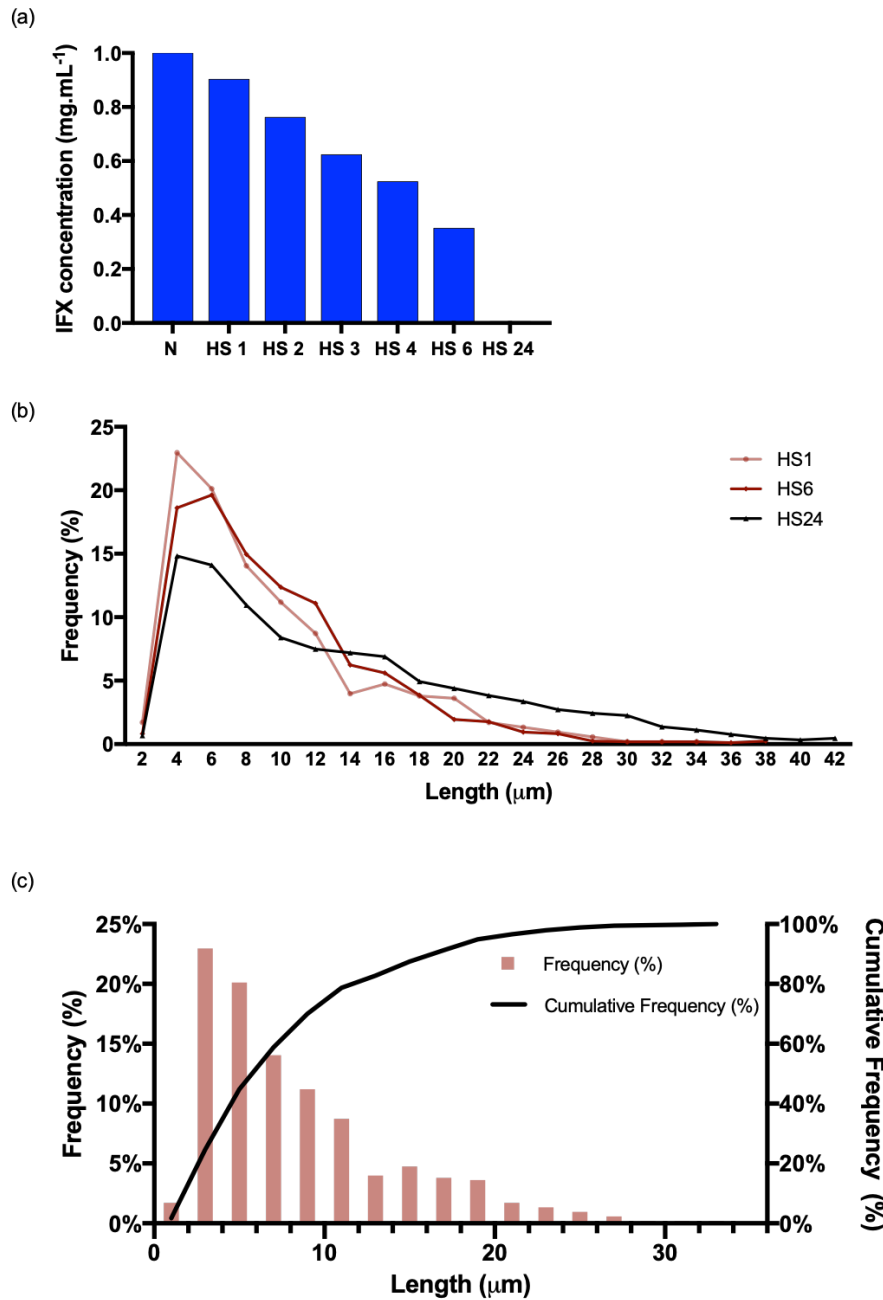 (a)
IFX concentration (mg.mL-1)
1.0
0.8
0.6
0.4
0.2
0.0
N HS 1 HS 2 HS 3 HS 4 HS 6 HS 24
(b)
Frequency (%)
25
20
15
10
5
0
HS1
HS6
HS24
2 4 6 8 10 12 14 16 18 20 22 24 26 28 30 32 34 36 38 40 42
Length (μm)
(c)
Frequency (%)
25%
20%
15%
10%
5%
0%
Frequency (%)
Cumulative Frequency (%)
100%
80%
60%
40%
20%
0%
Cumulative Frequency (%)
0 10 20 30
Length (μm)